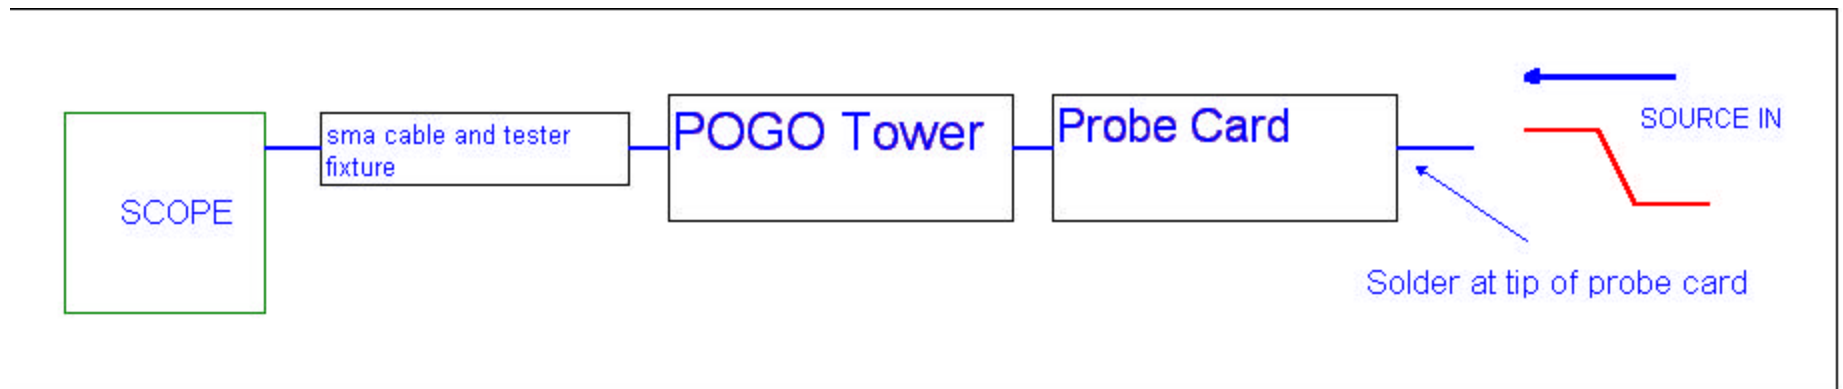 SCOPE
sma cable and tester
fixture
POGO Tower
Probe Card
SOURCE IN
Solder at tip of probe card